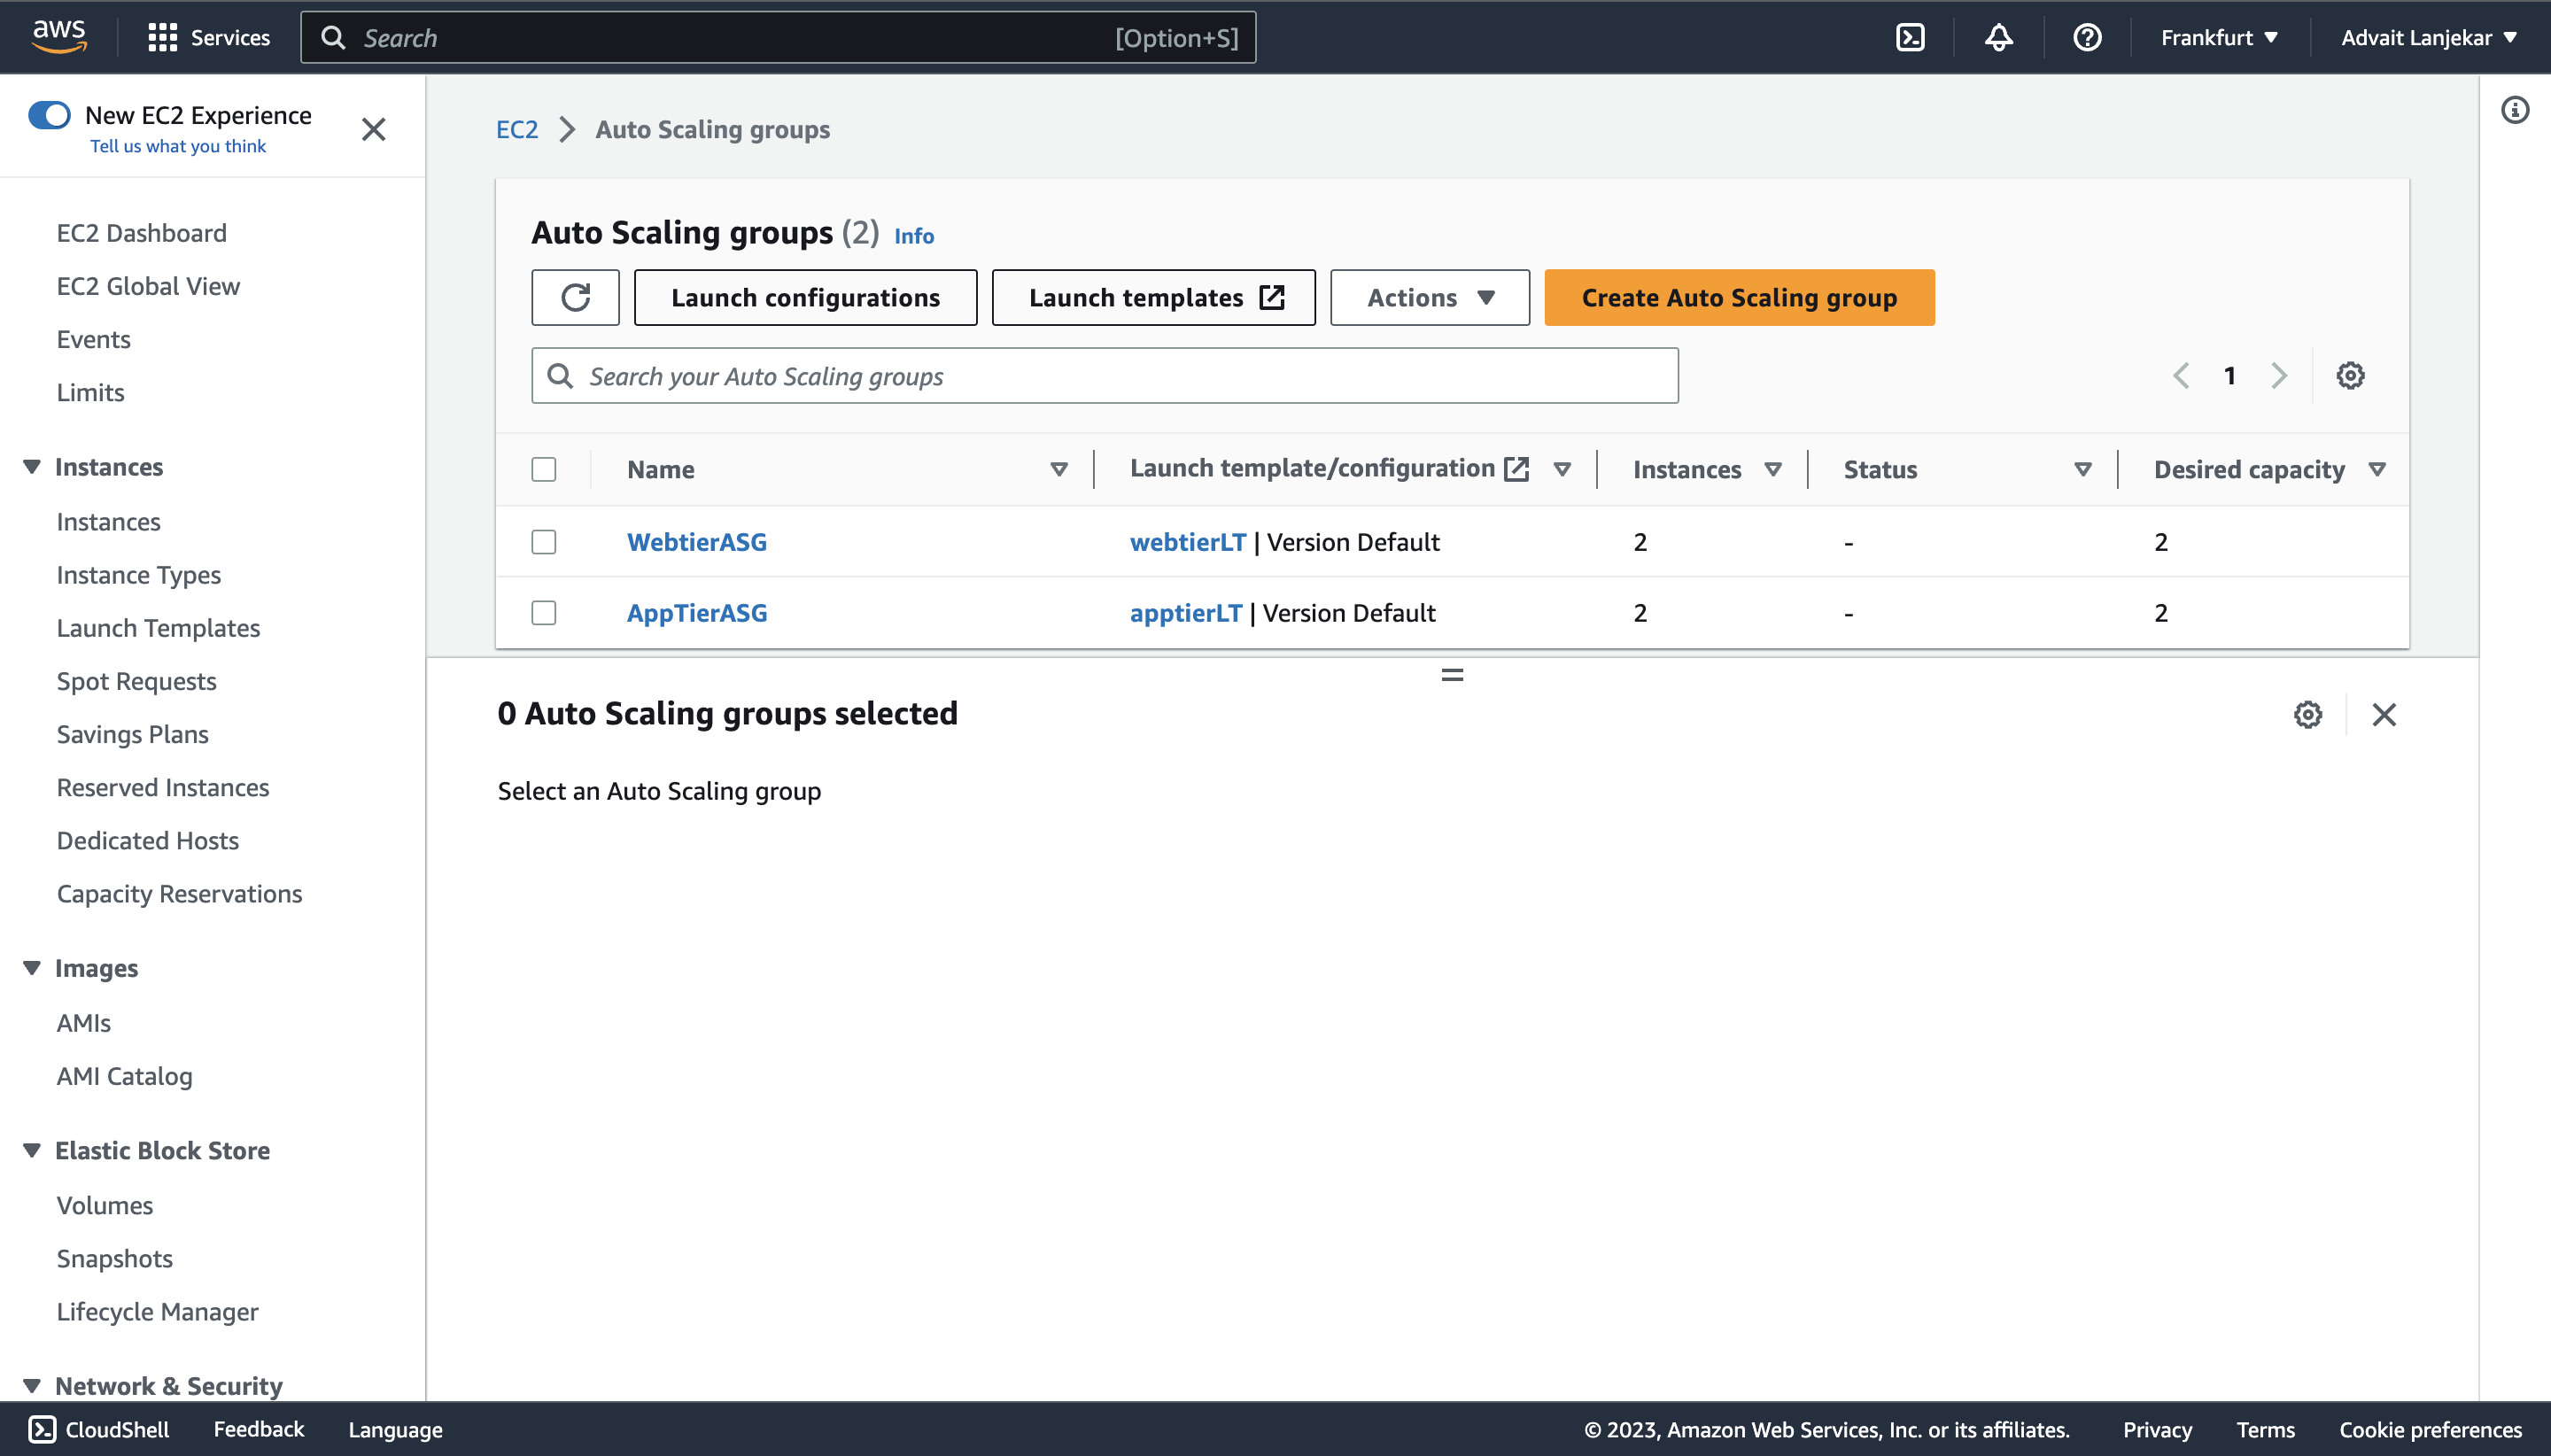 aws
Services
Search [Option+S]
Frankfurt
Advait Lanjekar
New EC2 Experience
Tell us what you think
EC2 Dashboard
EC2 Global View
Events
Limits
Instances
Instances
Instance Types
Launch Templates
Spot Requests
Savings Plans
Reserved Instances
Dedicated Hosts
Capacity Reservations
Images
AMIs
AMI Catalog
Elastic Block Store
Volumes
Snapshots
Lifecycle Manager
Network & Security
EC2 > Auto Scaling groups
Auto Scaling groups (2) Info
Launch configurations
Launch templates
Actions
Create Auto Scaling group
Search your Auto Scaling groups
1
Name Launch template/configuration Instances Status Desired capacity
WebtierASG webtierLT | Version Default 2 - 2
AppTierASG apptierLT | Version Default 2 - 2
0 Auto Scaling groups selected
Select an Auto Scaling group
CloudShell Feedback Language © 2023, Amazon Web Services, Inc. or its affiliates. Privacy Terms Cookie preferences